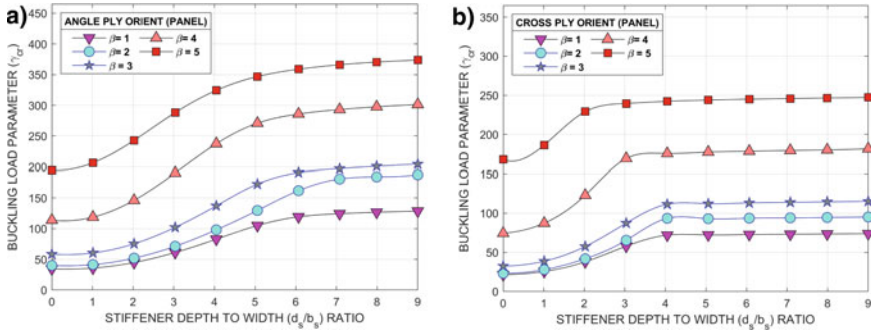 a)
ANGLE PLY ORIENT (PANEL)
β= 1
β= 2
β= 3
β= 4
β= 5
BUCKLING LOAD PARAMETER (γcr)
450
400
350
300
250
200
150
100
50
0
0 1 2 3 4 5 6 7 8 9
STIFFENER DEPTH TO WIDTH (ds/bs) RATIO
b)
CROSS PLY ORIENT (PANEL)
β= 1
β= 2
β= 3
β= 4
β= 5
BUCKLING LOAD PARAMETER (γcr)
350
300
250
200
150
100
50
0
0 1 2 3 4 5 6 7 8 9
STIFFENER DEPTH TO WIDTH (ds/bs) RATIO